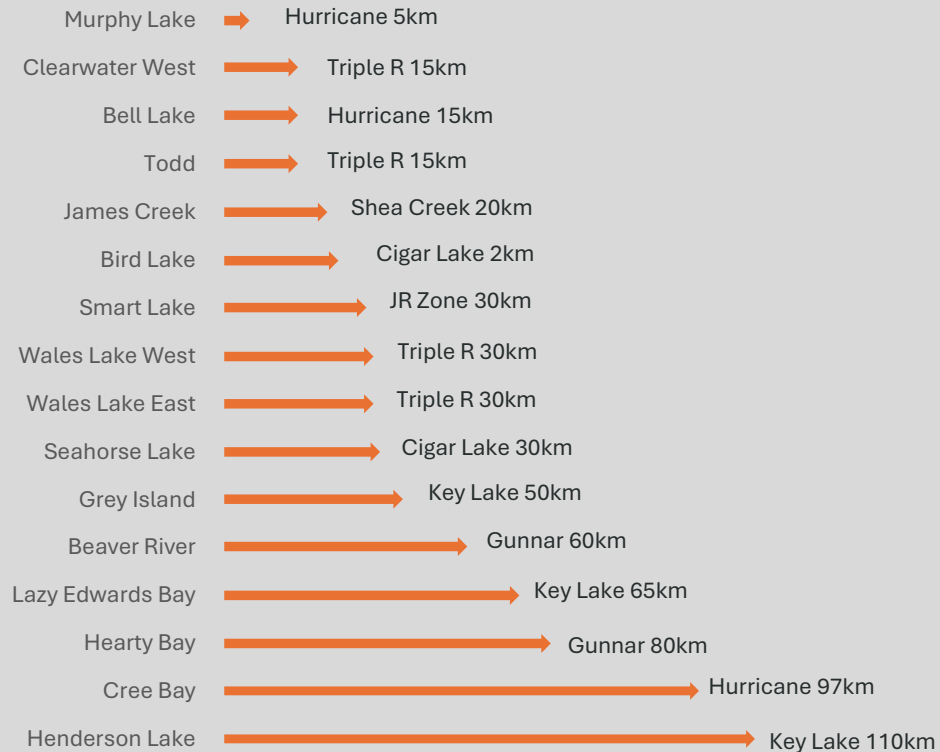 Murphy Lake Hurricane 5km
Clearwater West Triple R 15km
Bell Lake Hurricane 15km
Todd Triple R 15km
James Creek Shea Creek 20km
Bird Lake Cigar Lake 2km
Smart Lake JR Zone 30km
Wales Lake West Triple R 30km
Wales Lake East Triple R 30km
Seahorse Lake Cigar Lake 30km
Grey Island Key Lake 50km
Beaver River Gunnar 60km
Lazy Edwards Bay Key Lake 65km
Hearty Bay Gunnar 80km
Cree Bay Hurricane 97km
Henderson Lake Key Lake 110km